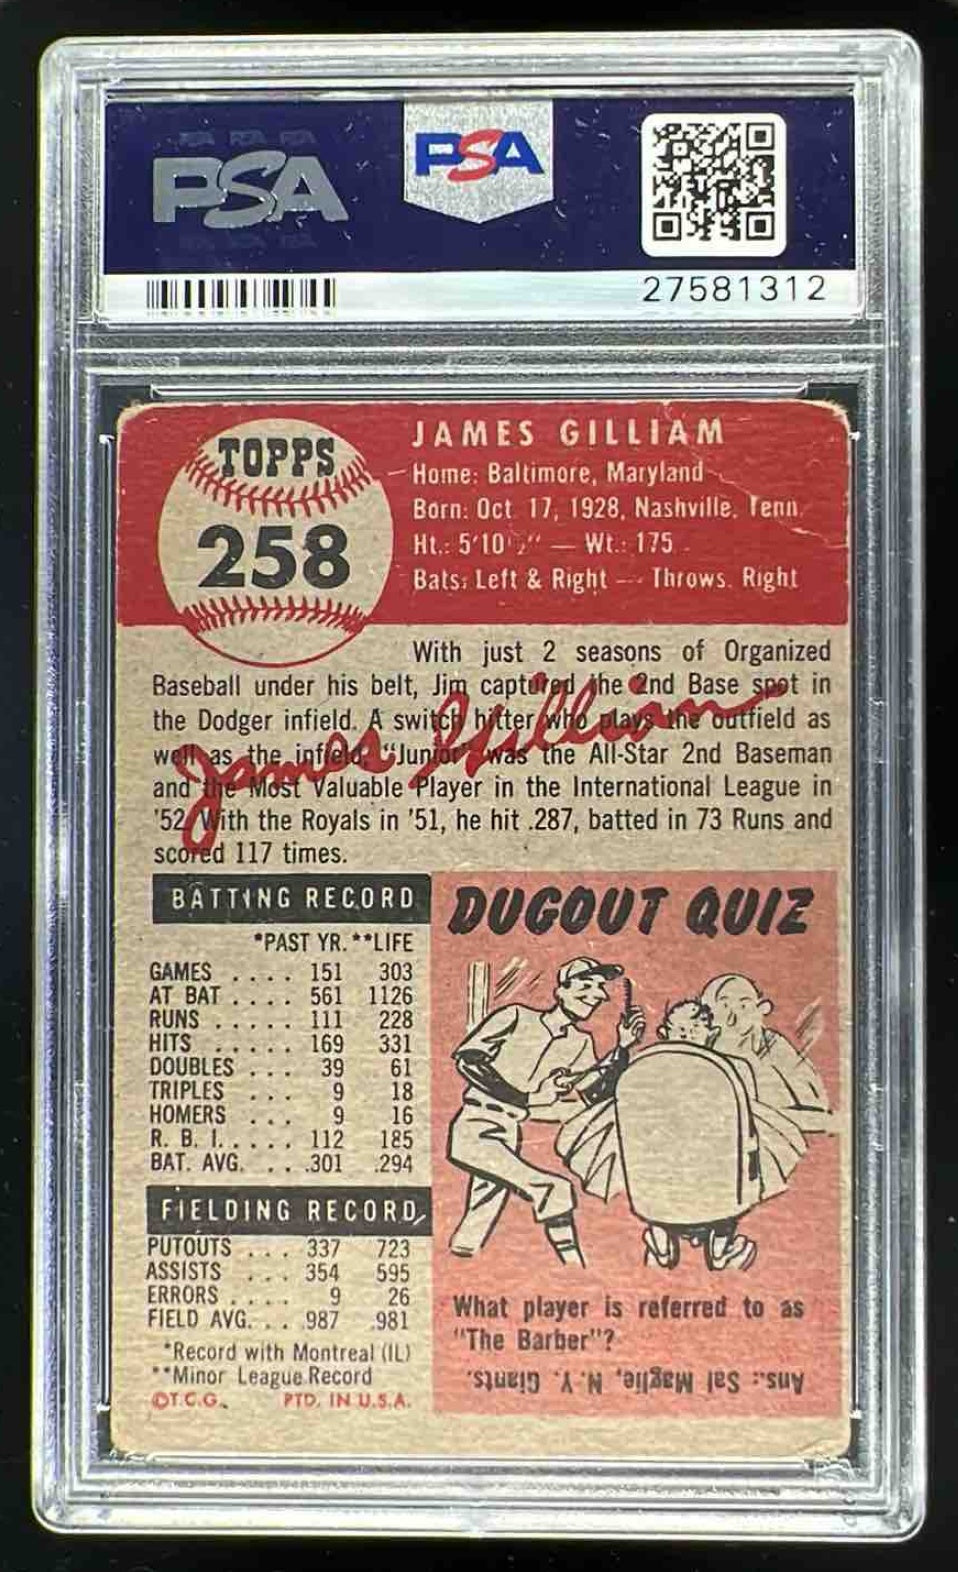 PSA
PSA
27581312
TOPPS
258
JAMES GILLIAM
Home: Baltimore, Maryland
Born: Oct. 17, 1928, Nashville, Tenn.
Ht.: 5'10½" — Wt.: 175
Bats: Left & Right — Throws: Right
With just 2 seasons of Organized
Baseball under his belt, Jim captured the 2nd Base spot in
the Dodger infield. A switch hitter who plays the outfield as
well as the infield, "Junior" was the All-Star 2nd Baseman
and the Most Valuable Player in the International League in
'52. With the Royals in '51, he hit .287, batted in 73 Runs and
scored 117 times.
James Gilliam
BATTING RECORD
*PAST YR. **LIFE
GAMES . . . . 151 303
AT BAT . . . . 561 1126
RUNS . . . . . 111 228
HITS . . . . . 169 331
DOUBLES . . . 39 61
TRIPLES . . . 9 18
HOMERS . . . 9 16
R. B. I. . . . . 112 185
BAT. AVG. . . .301 .294
FIELDING RECORD
PUTOUTS . . . 337 723
ASSISTS . . . 354 595
ERRORS . . . . 9 26
FIELD AVG. . . .987 .981
*Record with Montreal (IL)
**Minor League Record
©T.C.G. PTD. IN U.S.A.
DUGOUT QUIZ
What player is referred to as
"The Barber"?
Ans.: Sal Maglie, N. Y. Giants.